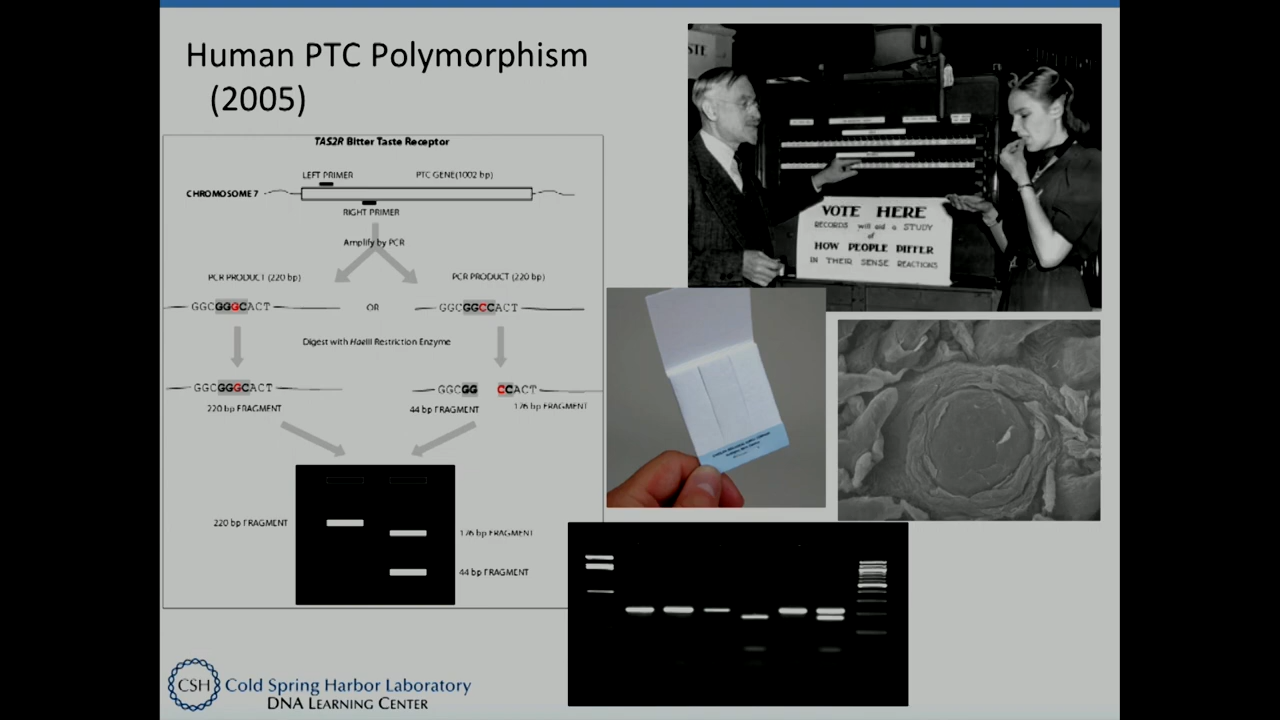 Human PTC Polymorphism
(2005)
TAS2R Bitter Taste Receptor
LEFT PRIMER
PTC GENE(1002 bp)
CHROMOSOME 7
RIGHT PRIMER
Amplify by PCR
PCR PRODUCT (220 bp)
PCR PRODUCT (220 bp)
GGCGGGCACT
OR
GGCGGCCACT
Digest with HaeIII Restriction Enzyme
GGCGGGCACT
GGCGG
CCACT
220 bp FRAGMENT
44 bp FRAGMENT
176 bp FRAGMENT
220 bp FRAGMENT
176 bp FRAGMENT
44 bp FRAGMENT
STE
VOTE HERE
RECORDS will aid a STUDY
of
HOW PEOPLE DIFFER
IN THEIR SENSE REACTIONS
CSH Cold Spring Harbor Laboratory
DNA LEARNING CENTER